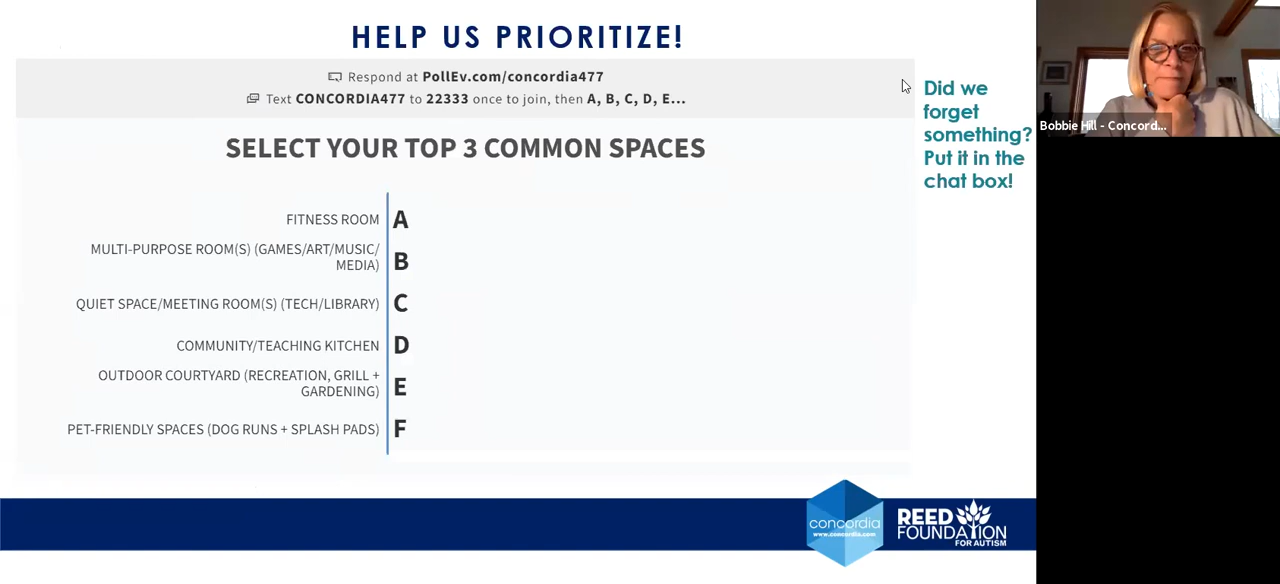 HELP US PRIORITIZE!
Respond at PollEv.com/concordia477
Text CONCORDIA477 to 22333 once to join, then A, B, C, D, E...
SELECT YOUR TOP 3 COMMON SPACES
FITNESS ROOM A
MULTI-PURPOSE ROOM(S) (GAMES/ART/MUSIC/
MEDIA) B
QUIET SPACE/MEETING ROOM(S) (TECH/LIBRARY) C
COMMUNITY/TEACHING KITCHEN D
OUTDOOR COURTYARD (RECREATION, GRILL +
GARDENING) E
PET-FRIENDLY SPACES (DOG RUNS + SPLASH PADS) F
Did we
forget
something?
Put it in the
chat box!
Bobbie Hill - Concord...
concordia
www.concordia.com
REED
FOUNDATION
FOR AUTISM